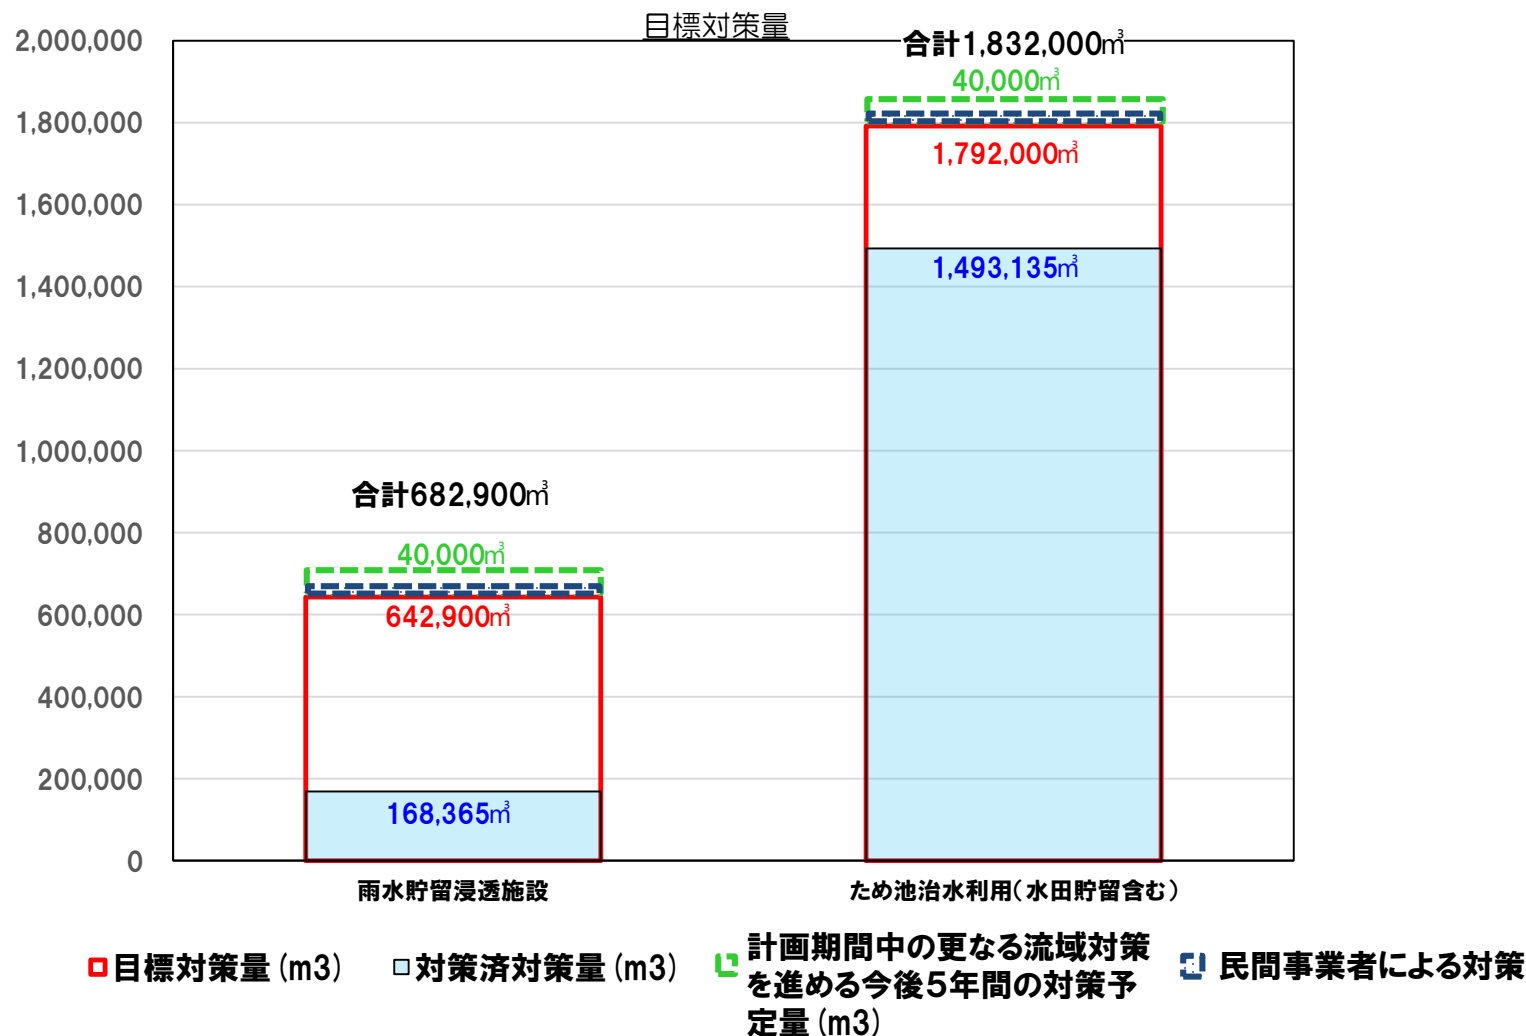 目標対策量
2,000,000
1,800,000
1,600,000
1,400,000
1,200,000
1,000,000
800,000
600,000
400,000
200,000
0
合計682,900㎥
40,000㎥
642,900㎥
168,365㎥
合計1,832,000㎥
40,000㎥
1,792,000㎥
1,493,135㎥
雨水貯留浸透施設
ため池治水利用(水田貯留含む)
目標対策量(m3)
対策済対策量(m3)
計画期間中の更なる流域対策
を進める今後5年間の対策予
定量(m3)
民間事業者による対策